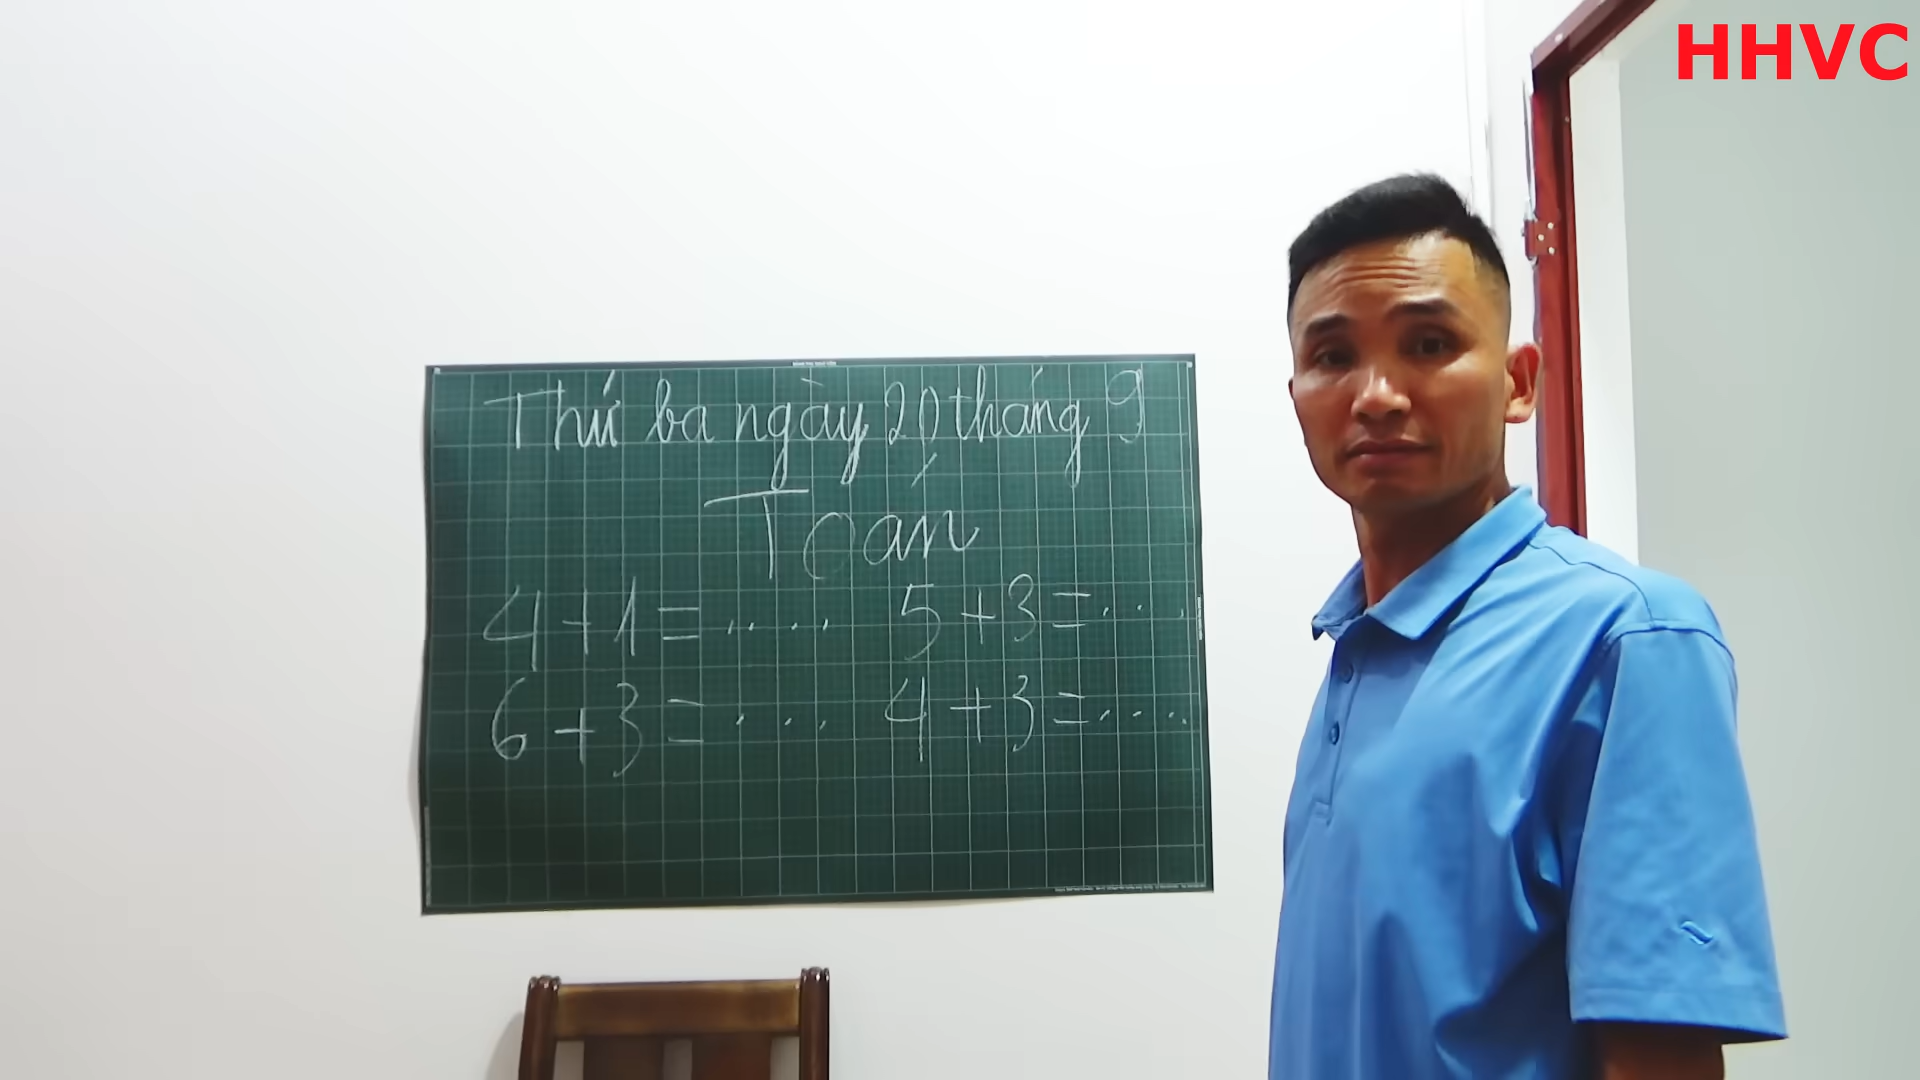 HHVC
Thứ ba ngày 20 tháng 9
Toán
4+1=..... 5+3=....
6+3=.... 4+3=....